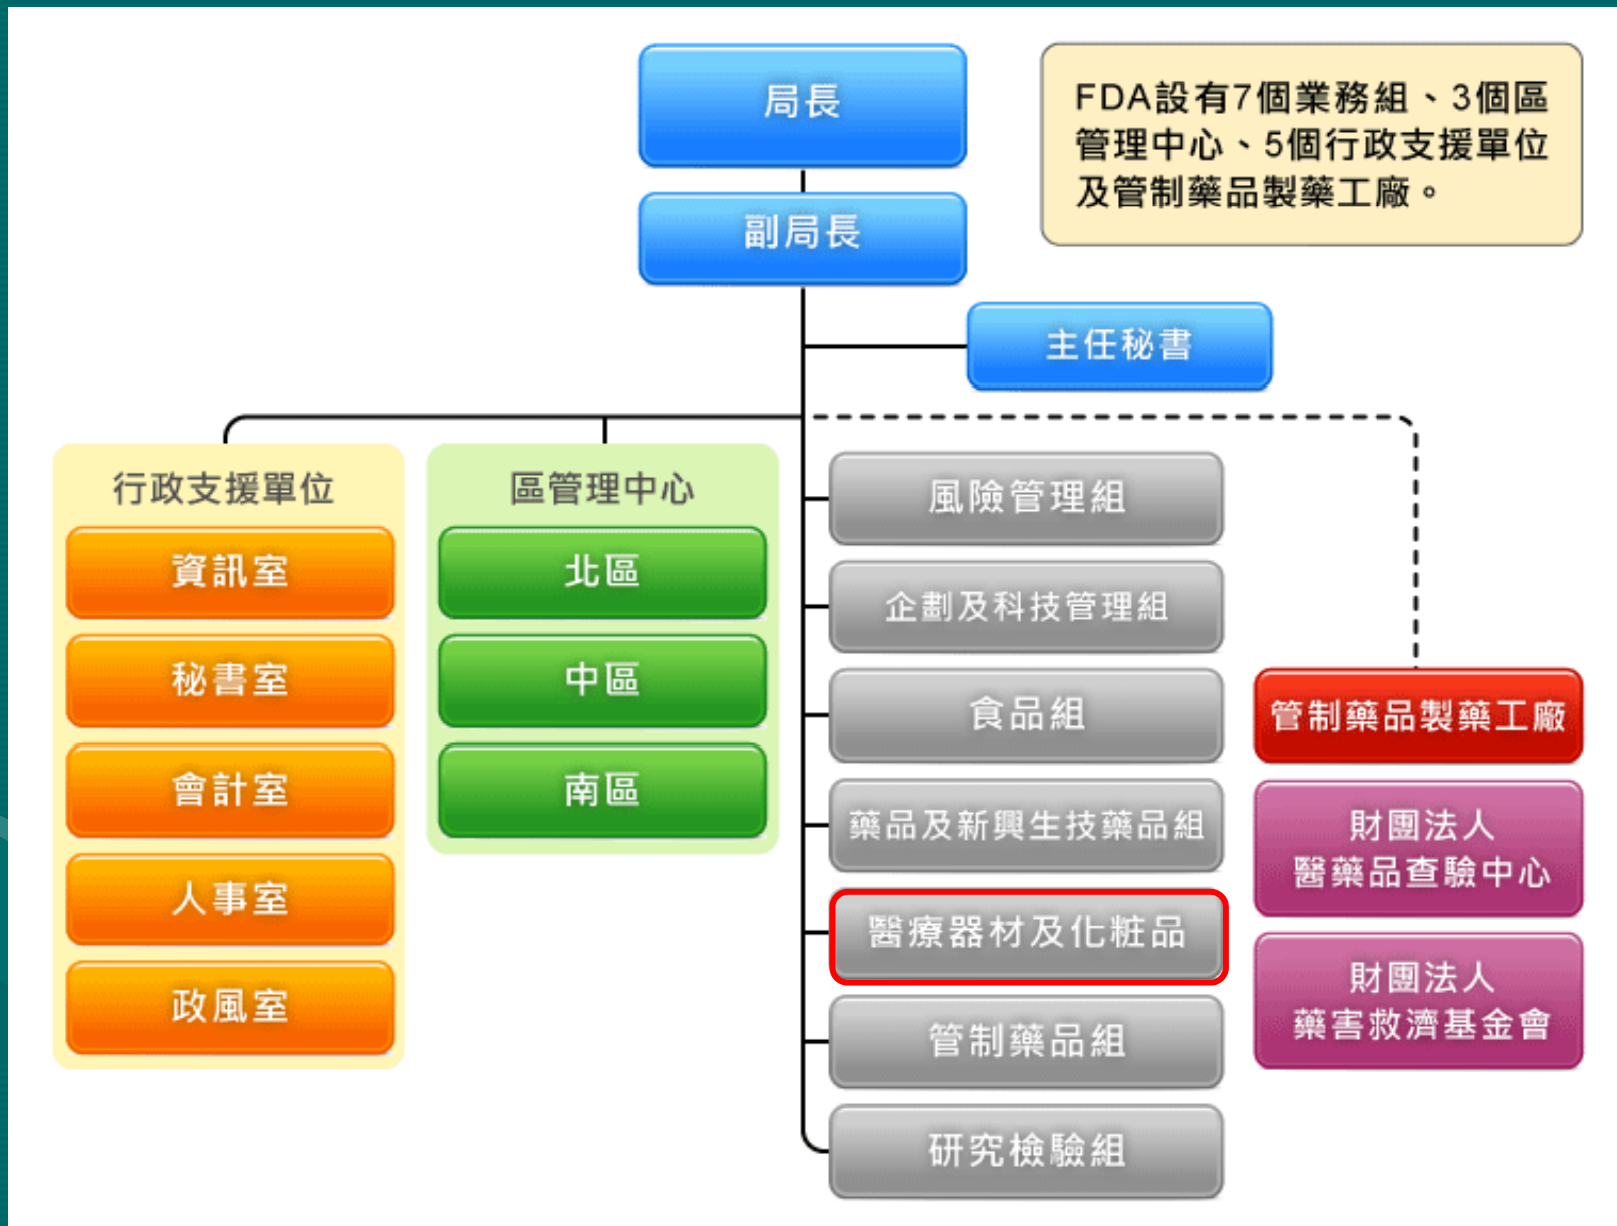 局長
FDA設有7個業務組、3個區
管理中心、5個行政支援單位
及管制藥品製藥工廠。
副局長
主任秘書
行政支援單位
資訊室
秘書室
會計室
人事室
政風室
區管理中心
北區
中區
南區
風險管理組
企劃及科技管理組
食品組
藥品及新興生技藥品組
醫療器材及化粧品
管制藥品組
研究檢驗組
管制藥品製藥工廠
財團法人
醫藥品查驗中心
財團法人
藥害救濟基金會